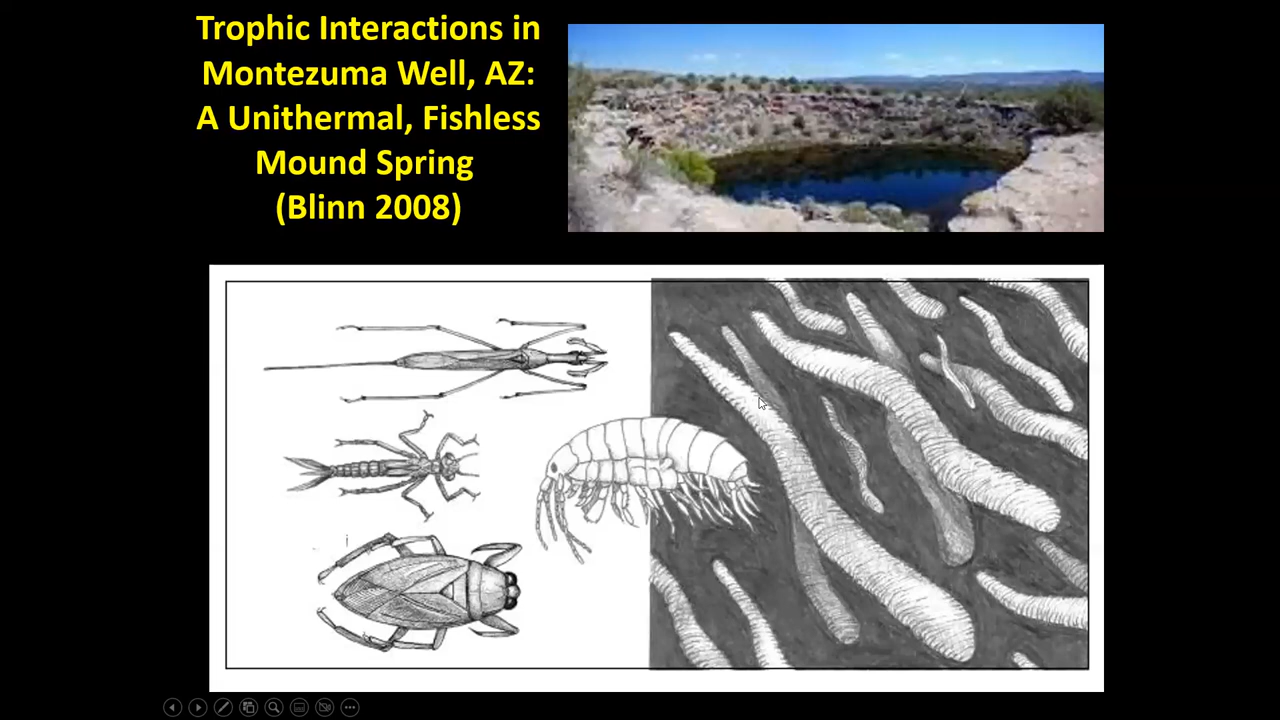 Trophic Interactions in
Montezuma Well, AZ:
A Unithermal, Fishless
Mound Spring
(Blinn 2008)